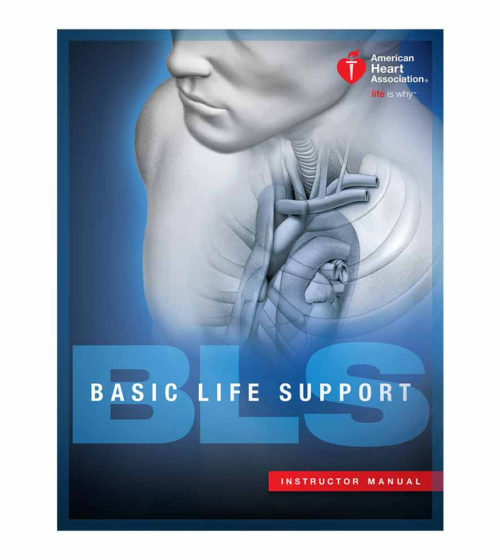 American
Heart
Association®
life is why™
BLS
BASIC LIFE SUPPORT
INSTRUCTOR MANUAL